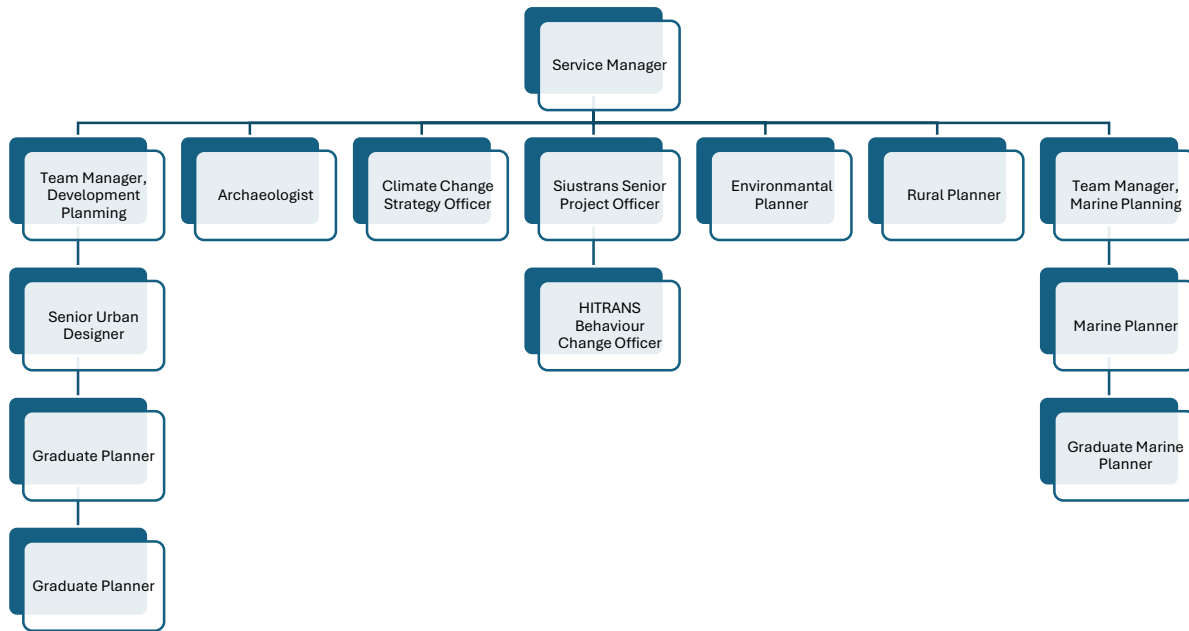 Service Manager
Team Manager,
Development
Planmming
Archaeologist
Climate Change
Strategy Officer
Siustrans Senior
Project Officer
Environmantal
Planner
Rural Planner
Team Manager,
Marine Planning
Senior Urban
Designer
HITRANS
Behaviour
Change Officer
Marine Planner
Graduate Planner
Graduate Marine
Planner
Graduate Planner